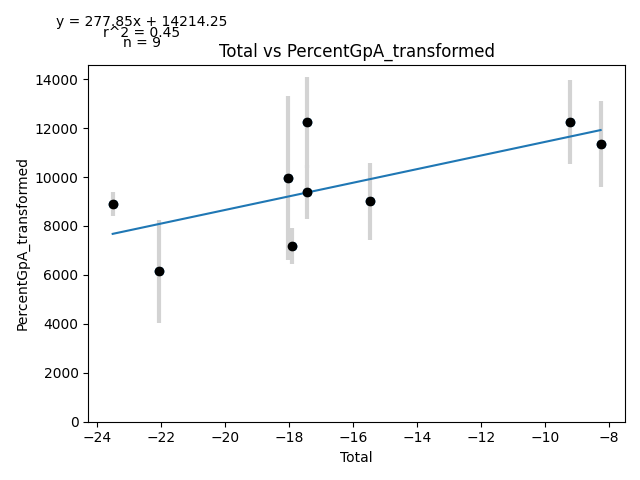 y = 277.85x + 14214.25
r^2 = 0.45
n = 9
Total vs PercentGpA_transformed
14000
12000
10000
8000
6000
4000
2000
0
PercentGpA_transformed
−24 −22 −20 −18 −16 −14 −12 −10 −8
Total